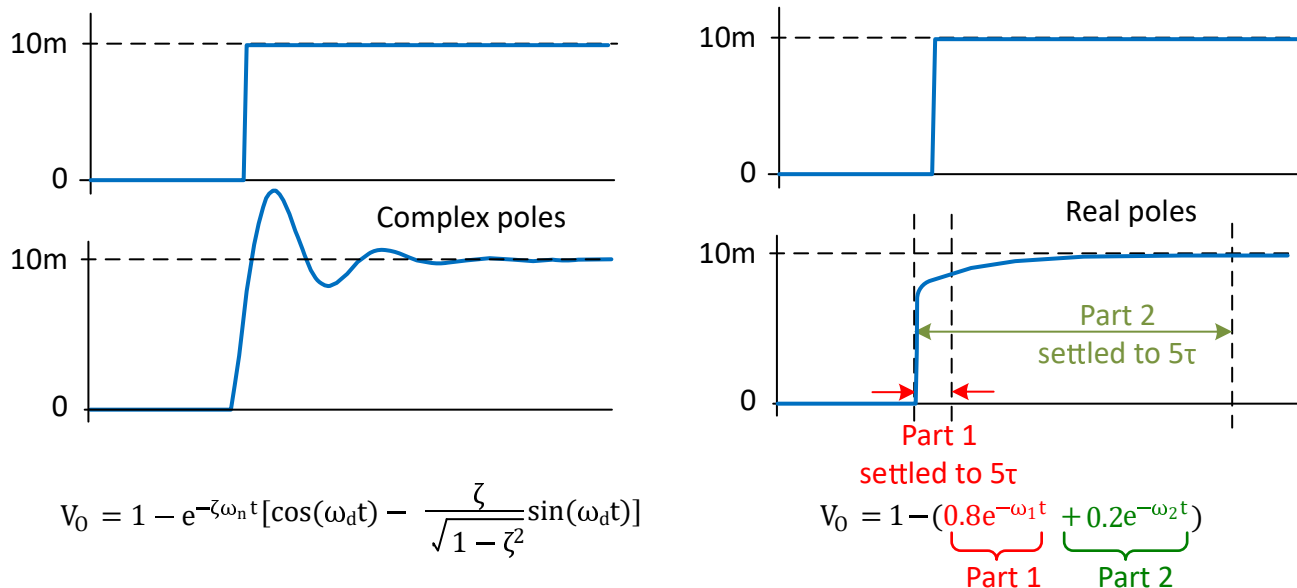 10m
0
Complex poles
10m
0
V₀ = 1 − e^−ζωₙt [cos(ω_d t) − ζ/√(1 − ζ²) sin(ω_d t)]
10m
0
Real poles
10m
Part 2
settled to 5τ
0
Part 1
settled to 5τ
V₀ = 1 −(0.8e^−ω₁t +0.2e^−ω₂t)
Part 1 Part 2